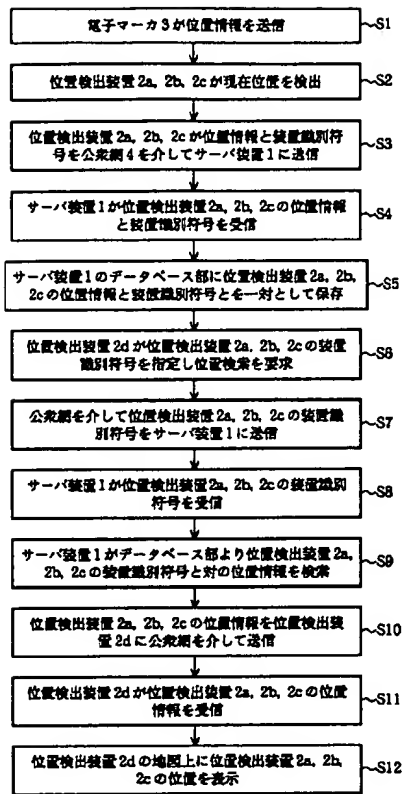 電子マーカ3が位置情報を送信
S1
位置検出装置2a, 2b, 2cが現在位置を検出
S2
位置検出装置2a, 2b, 2cが位置情報と装置識別符
号を公衆網4を介してサーバ装置1に送信
S3
サーバ装置1が位置検出装置2a, 2b, 2cの位置情報
と装置識別符号を受信
S4
サーバ装置1のデータベース部に位置検出装置2a, 2b,
2cの位置情報と装置識別符号とを一対として保存
S5
位置検出装置2dが位置検出装置2a, 2b, 2cの装置
識別符号を指定し位置検索を要求
S6
公衆網を介して位置検出装置2a, 2b, 2cの装置識
別符号をサーバ装置1に送信
S7
サーバ装置1が位置検出装置2a, 2b, 2cの装置識別
符号を受信
S8
サーバ装置1がデータベース部より位置検出装置2a,
2b, 2cの装置識別符号と対の位置情報を検索
S9
位置検出装置2a, 2b, 2cの位置情報を位置検出装
置2dに公衆網を介して送信
S10
位置検出装置2dが位置検出装置2a, 2b, 2cの位置
情報を受信
S11
位置検出装置2dの地図上に位置検出装置2a, 2b,
2cの位置を表示
S12